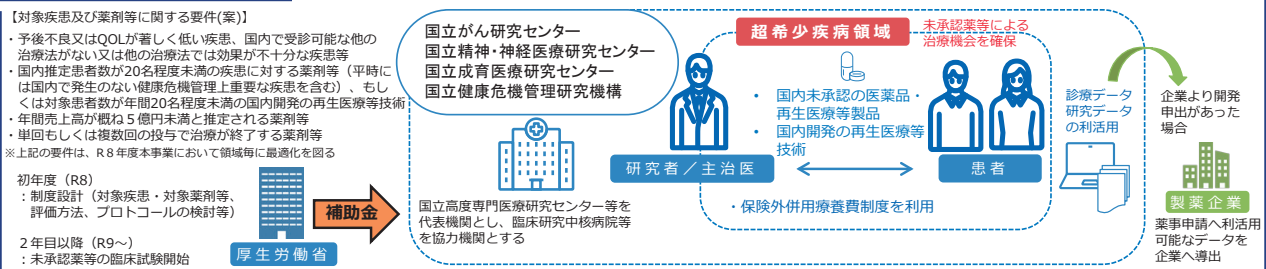 【対象疾患及び薬剤等に関する要件(案)】
・予後不良又はQOLが著しく低い疾患、国内で受診可能な他の
治療法がない又は他の治療法では効果が不十分な疾患等
・国内推定患者数が20名程度未満の疾患に対する薬剤等（平時に
は国内で発生のない健康危機管理上重要な疾患を含む）、もし
くは対象患者数が年間20名程度未満の国内開発の再生医療等技術
・年間売上高が概ね５億円未満と推定される薬剤等
・単回もしくは複数回の投与で治療が終了する薬剤等
※上記の要件は、R８年度本事業において領域毎に最適化を図る
初年度（R8）
：制度設計（対象疾患・対象薬剤等、
評価方法、プロトコールの検討等）
２年目以降（R9～）
：未承認薬等の臨床試験開始
厚生労働省
補助金
国立がん研究センター
国立精神・神経医療研究センター
国立成育医療研究センター
国立健康危機管理研究機構
国立高度専門医療研究センター等を
代表機関とし、臨床研究中核病院等
を協力機関とする
超希少疾病領域
未承認薬等による
治療機会を確保
・国内未承認の医薬品・
再生医療等製品
・国内開発の再生医療等
技術
研究者／主治医
患者
・保険外併用療養費制度を利用
診療データ
研究データ
の利活用
企業より開発
申出があった
場合
製薬企業
薬事申請へ利活用
可能なデータを
企業へ導出